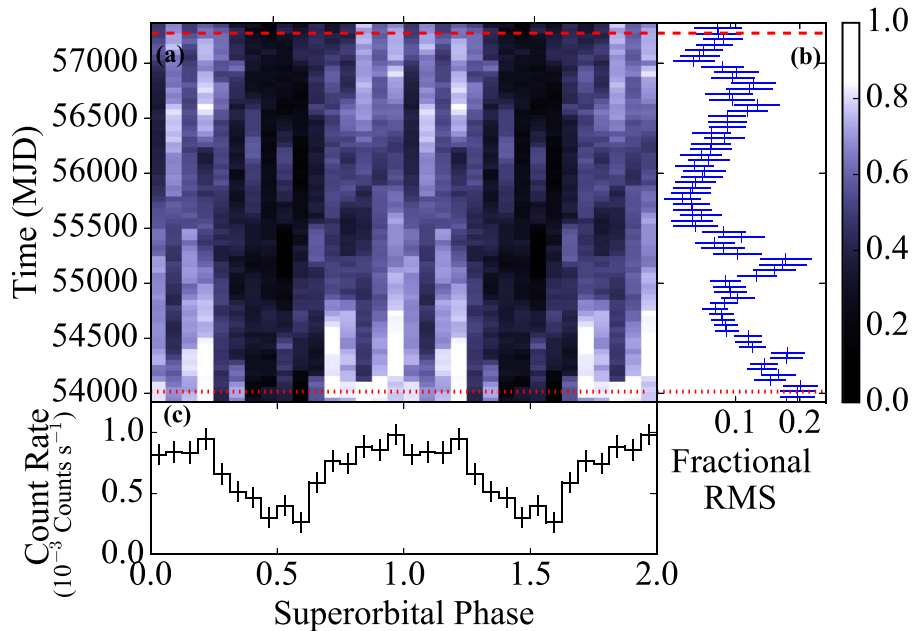 (a)
(b)
Time (MJD)
57000
56500
56000
55500
55000
54500
54000
1.0
0.8
0.6
0.4
0.2
0.0
0.1 0.2
Fractional
RMS
(c)
Count Rate
(10⁻³ Counts s⁻¹)
1.0
0.5
0.0
0.0 0.5 1.0 1.5 2.0
Superorbital Phase